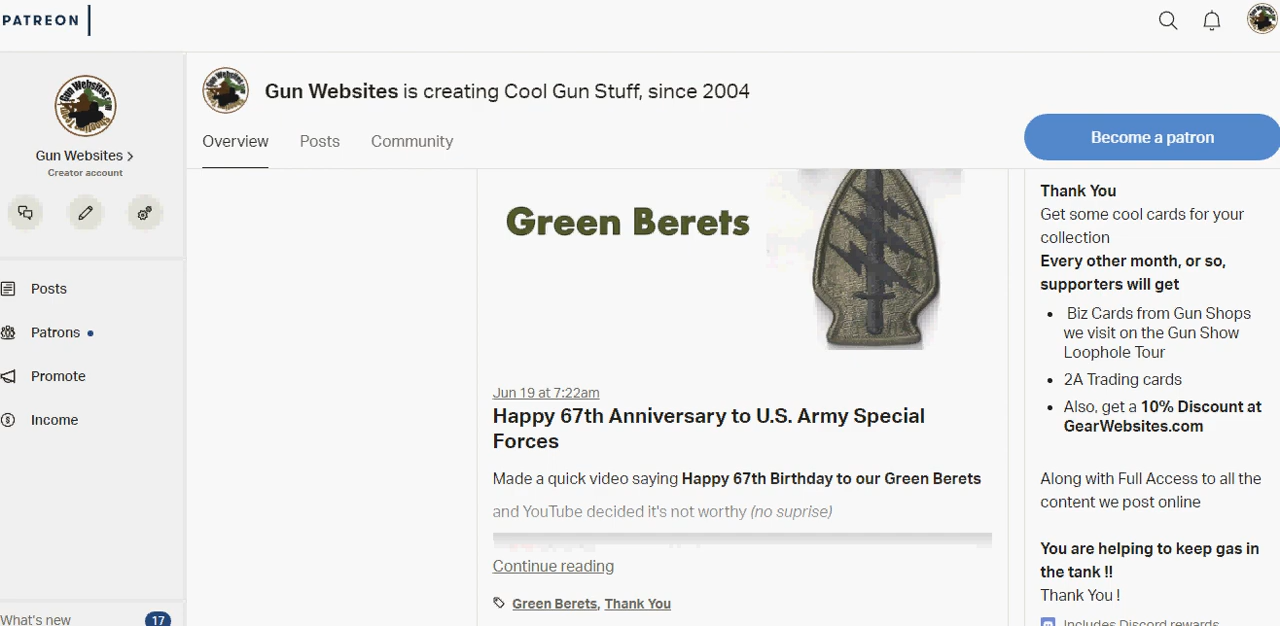 PATREON
Gun Websites
Creator account
Posts
Patrons
Promote
Income
What's new
17
Gun Websites is creating Cool Gun Stuff, since 2004
Overview
Posts
Community
Become a patron
Green Berets
Jun 19 at 7:22am
Happy 67th Anniversary to U.S. Army Special
Forces
Made a quick video saying Happy 67th Birthday to our Green Berets
and YouTube decided it's not worthy (no suprise)
Continue reading
Green Berets, Thank You
Thank You
Get some cool cards for your
collection
Every other month, or so,
supporters will get
Biz Cards from Gun Shops
we visit on the Gun Show
Loophole Tour
2A Trading cards
Also, get a 10% Discount at
GearWebsites.com
Along with Full Access to all the
content we post online
You are helping to keep gas in
the tank !!
Thank You !
Includes Discord rewards